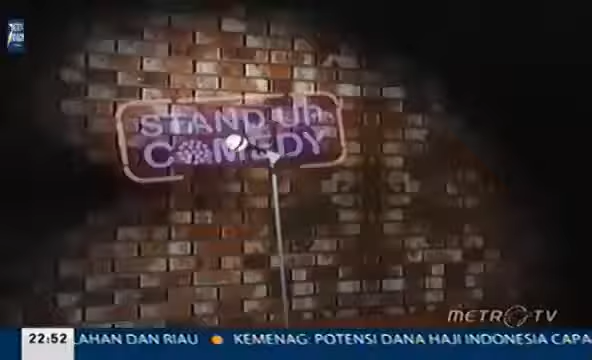 STAND UP
COMEDY
METRO TV
22:52 LAHAN DAN RIAU • KEMENAG: POTENSI DANA HAJI INDONESIA CAPA